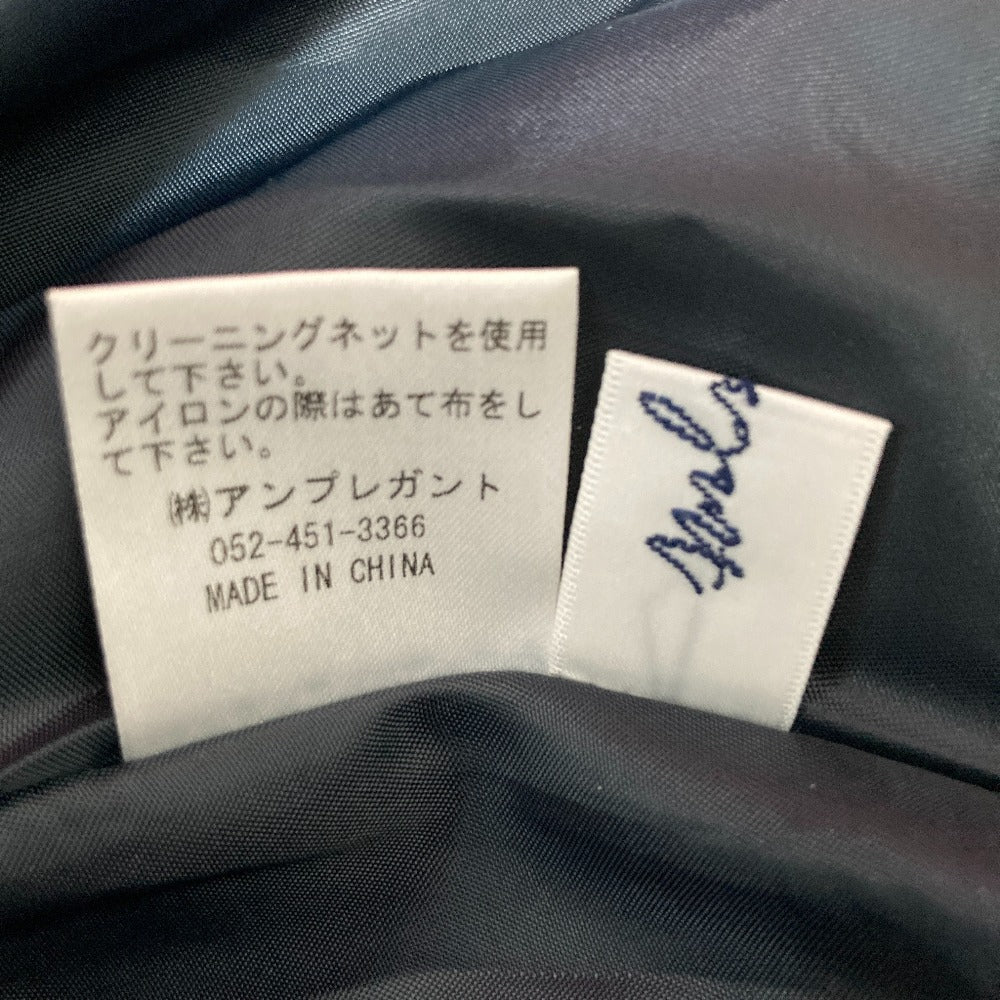 クリーニングネットを使用
して下さい。
アイロンの際はあて布をし
て下さい。
㈱アンプレガント
052-451-3366
MADE IN CHINA